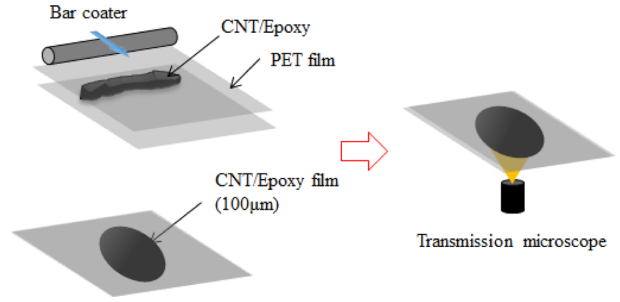 Bar coater
CNT/Epoxy
PET film
CNT/Epoxy film
(100μm)
Transmission microscope